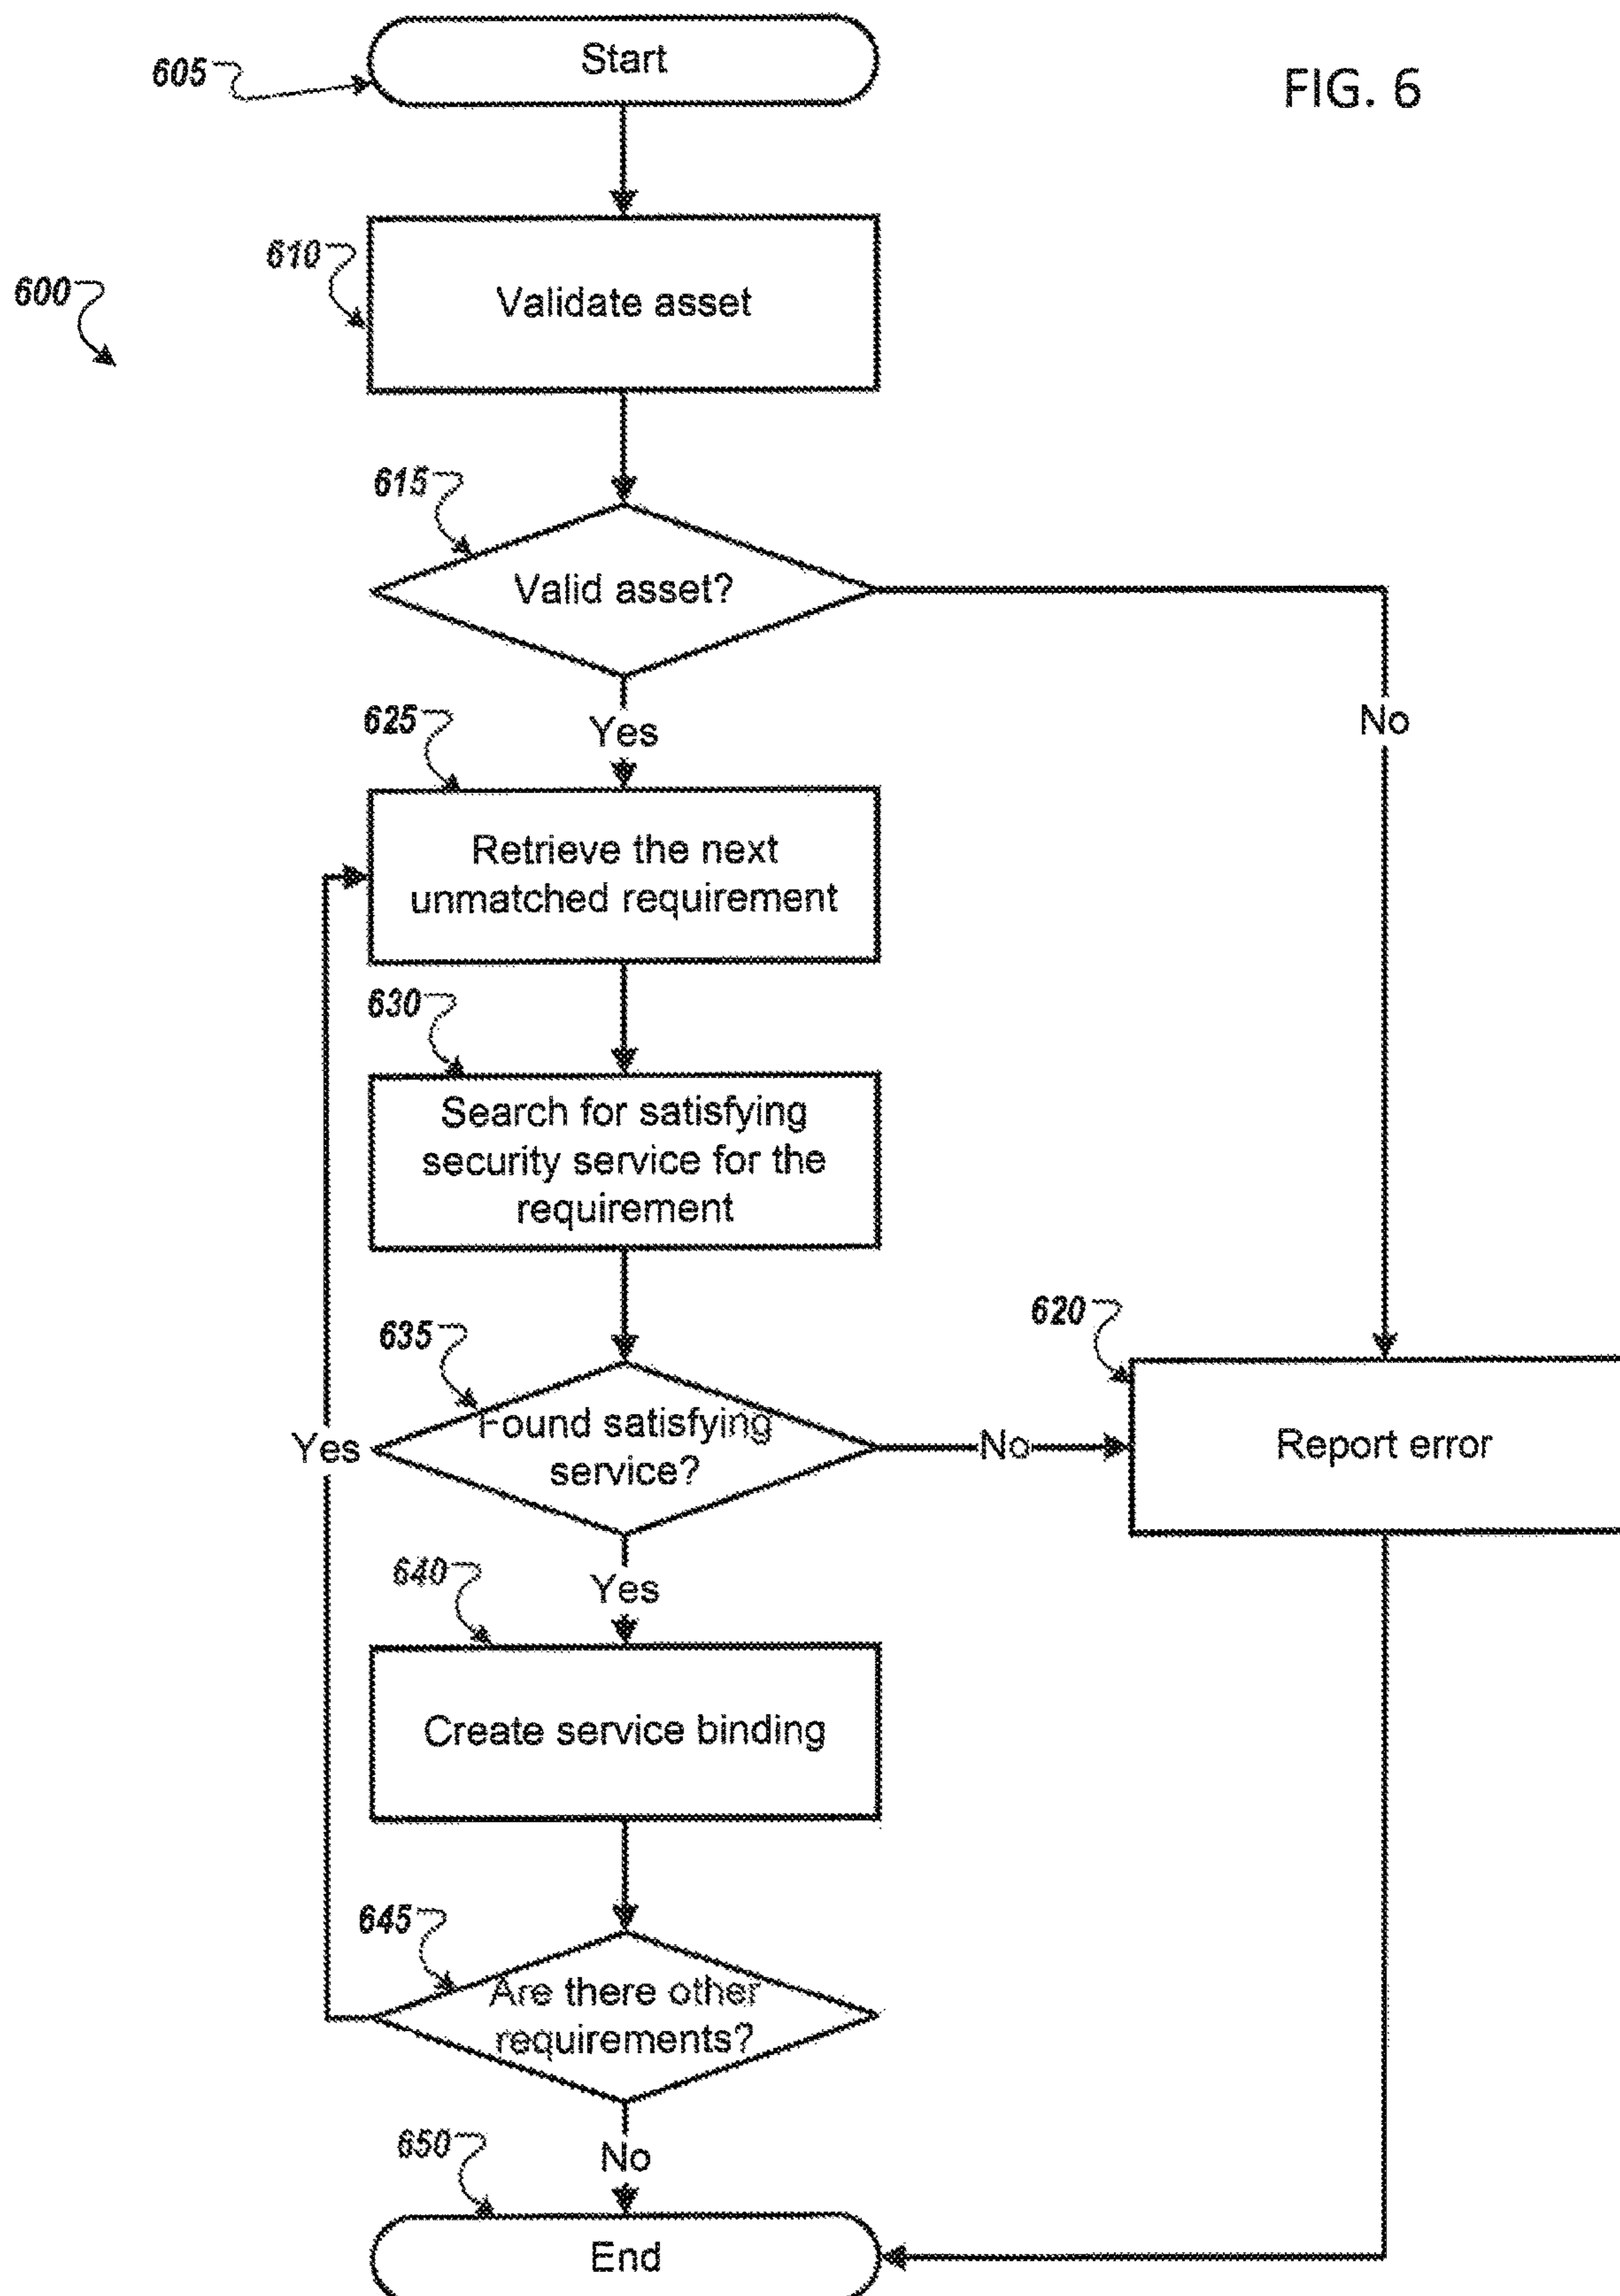 Start
605
FIG. 6
610
600
Validate asset
615
Valid asset?
625
Yes
No
Retrieve the next
unmatched requirement
630
Search for satisfying
security service for the
requirement
620
635
Found satisfying
service?
Yes
No
Report error
640
Yes
Create service binding
645
Are there other
requirements?
650
No
End